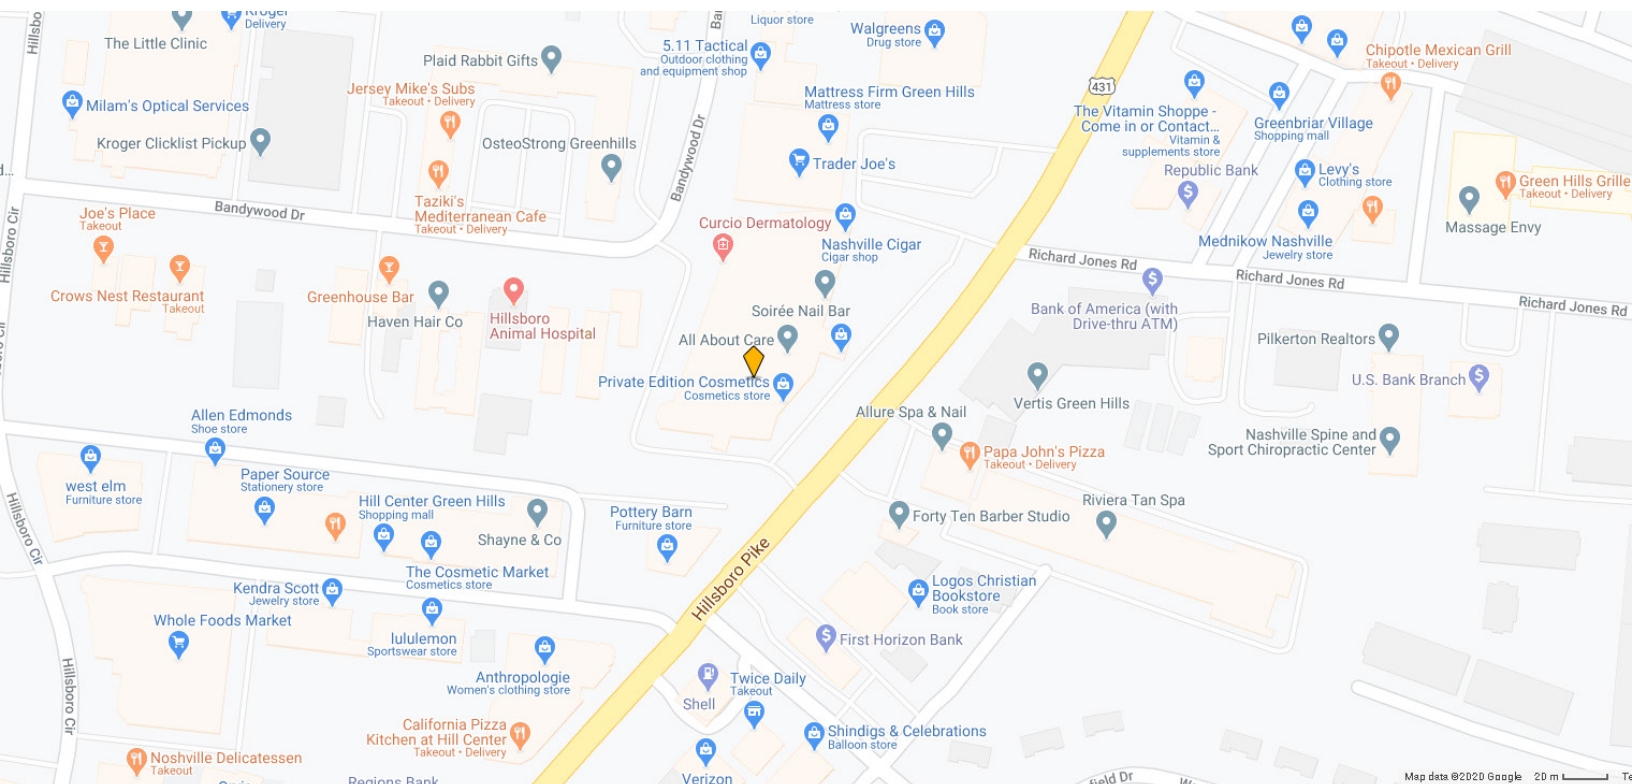 Hillsbo
The Little Clinic
Kroger
Delivery
Plaid Rabbit Gifts
Liquor store
5.11 Tactical
Outdoor clothing
and equipment shop
Walgreens
Drug store
431
Chipotle Mexican Grill
Takeout • Delivery
Milam's Optical Services
Jersey Mike's Subs
Takeout • Delivery
Mattress Firm Green Hills
Mattress store
The Vitamin Shoppe -
Come in or Contact...
Vitamin &
supplements store
Greenbriar Village
Shopping mall
Kroger Clicklist Pickup
OsteoStrong Greenhills
Bandywood Dr
Trader Joe's
Republic Bank
Levy's
Clothing store
Green Hills Grille
Takeout • Delivery
d...
Bandywood Dr
Taziki's
Mediterranean Cafe
Takeout • Delivery
Joe's Place
Takeout
Curcio Dermatology
Nashville Cigar
Cigar shop
Mednikow Nashville
Jewelry store
Massage Envy
Hillsboro Cir
Richard Jones Rd
Richard Jones Rd
Richard Jones Rd
Crows Nest Restaurant
Takeout
Greenhouse Bar
Haven Hair Co
Hillsboro
Animal Hospital
Soirée Nail Bar
All About Care
Bank of America (with
Drive-thru ATM)
Pilkerton Realtors
Private Edition Cosmetics
Cosmetics store
U.S. Bank Branch
Vertis Green Hills
Allen Edmonds
Shoe store
Allure Spa & Nail
Nashville Spine and
Sport Chiropractic Center
Papa John's Pizza
Takeout • Delivery
west elm
Furniture store
Paper Source
Stationery store
Hill Center Green Hills
Shopping mall
Shayne & Co
Pottery Barn
Furniture store
Forty Ten Barber Studio
Riviera Tan Spa
Hillsboro Cir
Hillsboro Pike
The Cosmetic Market
Cosmetics store
Kendra Scott
Jewelry store
Logos Christian
Bookstore
Book store
Whole Foods Market
lululemon
Sportswear store
First Horizon Bank
Anthropologie
Women's clothing store
Hillsboro Cir
Shell
Twice Daily
Takeout
California Pizza
Kitchen at Hill Center
Takeout • Delivery
Shindigs & Celebrations
Balloon store
Noshville Delicatessen
Takeout
Regions Bank
Verizon
field Dr
Map data ©2020 Google
20 m
Te